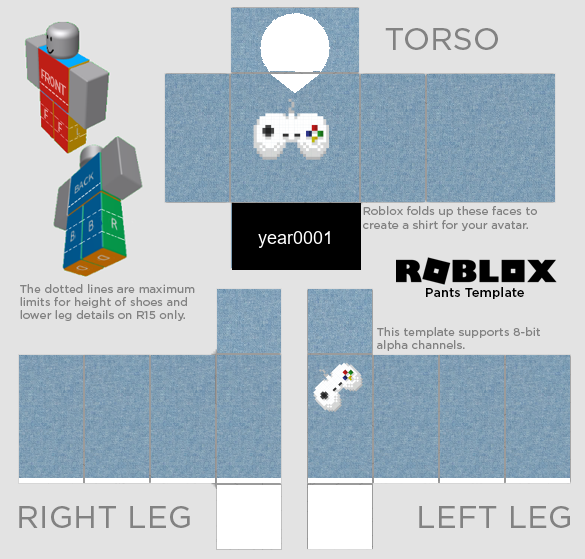 TORSO
FRONT
F
F
L
BACK
B
B
R
year0001
Roblox folds up these faces to
create a shirt for your avatar.
ROBLOX
Pants Template
The dotted lines are maximum
limits for height of shoes and
lower leg details on R15 only.
This template supports 8-bit
alpha channels.
RIGHT LEG
LEFT LEG